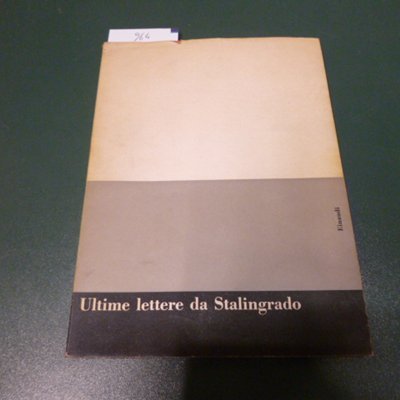 964
Einaudi
Ultime lettere da Stalingrado